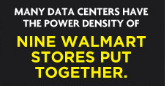 MANY DATA CENTERS HAVE
THE POWER DENSITY OF
NINE WALMART
STORES PUT
TOGETHER.